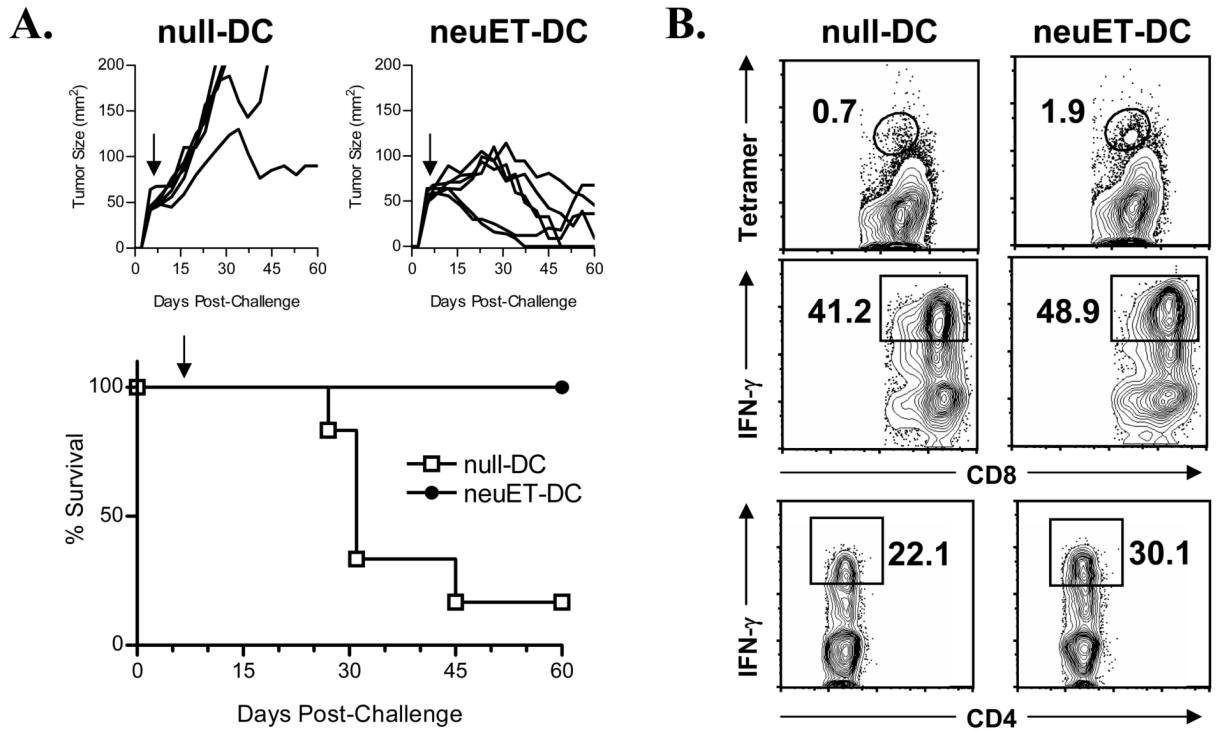 A.
null-DC
neuET-DC
Tumor Size (mm²)
200
150
100
50
0
0 15 30 45 60
Days Post-Challenge
Tumor Size (mm²)
200
150
100
50
0
0 15 30 45 60
Days Post-Challenge
% Survival
100
50
0
null-DC
neuET-DC
0 15 30 45 60
Days Post-Challenge
B.
null-DC
neuET-DC
Tetramer
0.7
1.9
IFN-γ
41.2
48.9
CD8
IFN-γ
22.1
30.1
CD4